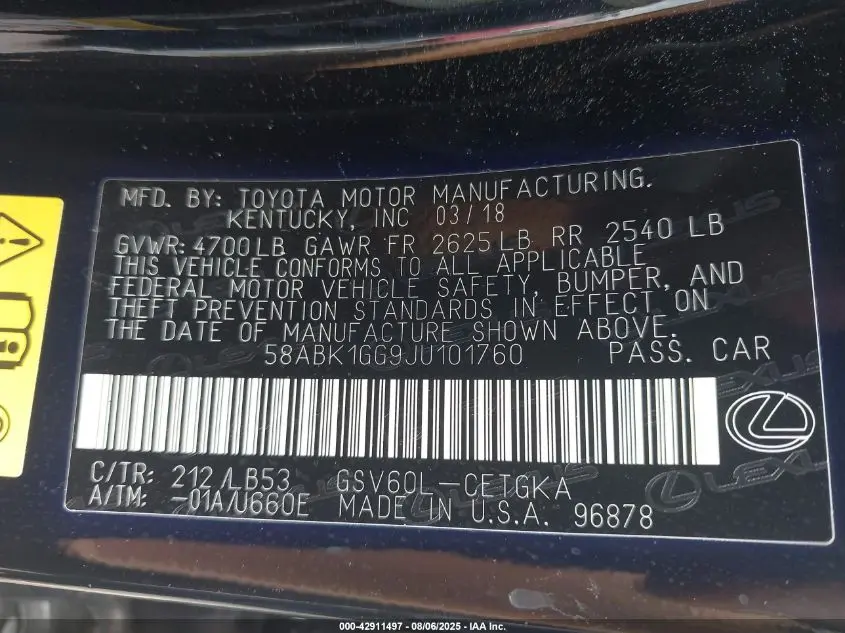 MFD. BY: TOYOTA MOTOR MANUFACTURING.
KENTUCKY, INC 03/18
GVWR: 4700 LB GAWR FR 2625 LB RR 2540 LB
THIS VEHICLE CONFORMS TO ALL APPLICABLE
FEDERAL MOTOR VEHICLE SAFETY, BUMPER, AND
THEFT PREVENTION STANDARDS IN EFFECT ON
THE DATE OF MANUFACTURE SHOWN ABOVE.
58ABK1GG9JU101760 PASS. CAR
C/TR: 212/LB53 GSV60L-CETGKA
A/TM: -01A/U660E MADE IN U.S.A. 96878
LEXUS
000-42911497 - 08/06/2025 - IAA Inc.